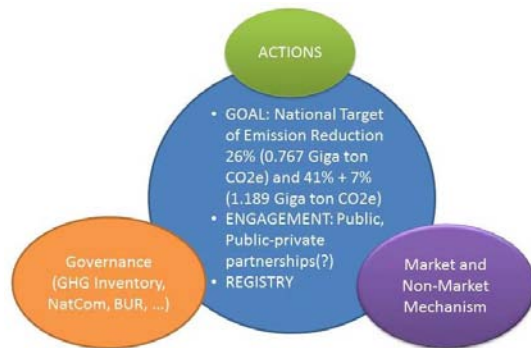 ACTIONS
• GOAL: National Target
of Emission Reduction
26% (0.767 Giga ton
CO2e) and 41% + 7%
(1.189 Giga ton CO2e)
• ENGAGEMENT: Public,
Public-private
partnerships(?)
• REGISTRY
Governance
(GHG Inventory,
NatCom, BUR, ...)
Market and
Non-Market
Mechanism